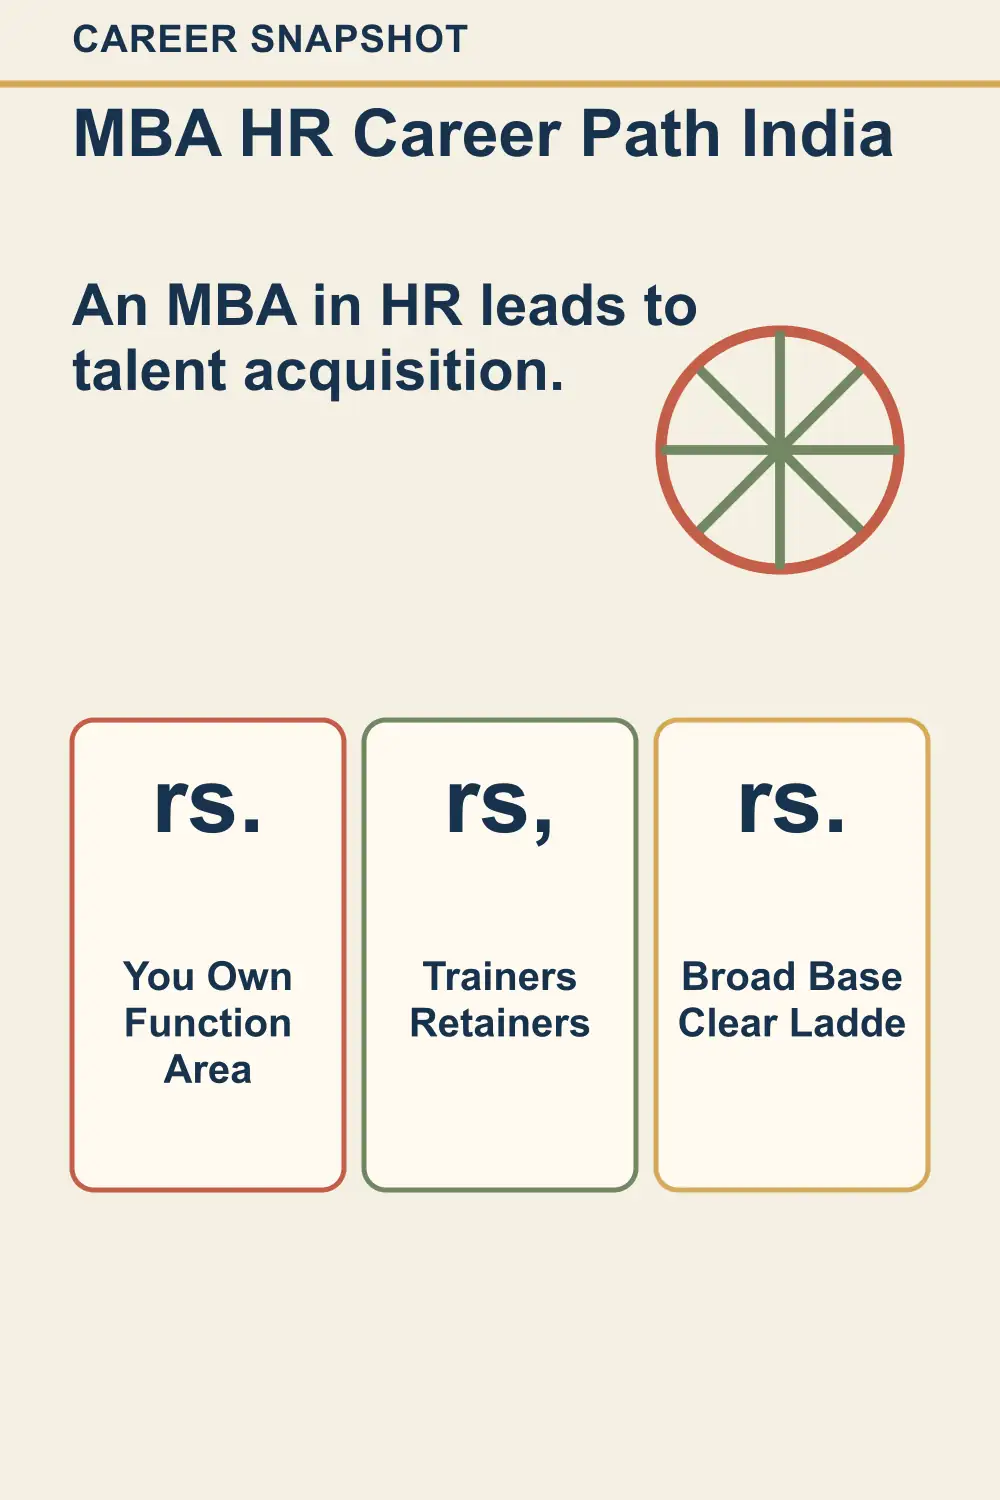 CAREER SNAPSHOT
MBA HR Career Path India
An MBA in HR leads to
talent acquisition.
rs.
You Own
Function
Area
rs,
Trainers
Retainers
rs.
Broad Base
Clear Ladde